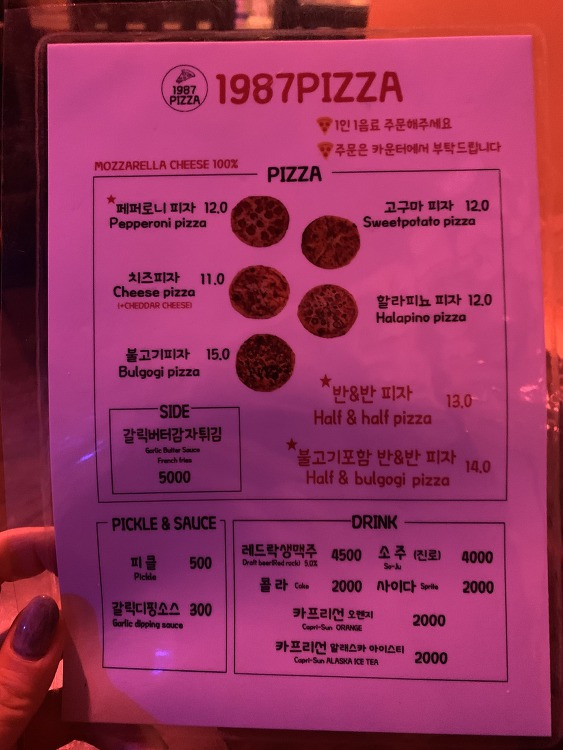 1987
PIZZA
1987PIZZA
1인 1음료 주문해주세요
주문은 카운터에서 부탁드립니다
MOZZARELLA CHEESE 100%
PIZZA
★페퍼로니 피자 12.0
Pepperoni pizza
고구마 피자 12.0
Sweetpotato pizza
치즈피자 11.0
Cheese pizza
(+CHEDDAR CHEESE)
할라피뇨 피자 12.0
Halapino pizza
불고기피자 15.0
Bulgogi pizza
★반&반 피자 13.0
Half & half pizza
★불고기포함 반&반 피자 14.0
Half & bulgogi pizza
SIDE
갈릭버터감자튀김
Garlic Butter Sauce
French fries
5000
PICKLE & SAUCE
피클 500
Pickle
갈릭디핑소스 300
Garlic dipping sauce
DRINK
레드락생맥주 4500
Draft beer(Red rock) 5.0%
소주 (진로) 4000
So-Ju
콜라 Coke 2000
사이다 Sprite 2000
카프리썬 오렌지 2000
Capri-Sun ORANGE
카프리썬 알래스카 아이스티 2000
Capri-Sun ALASKA ICE TEA